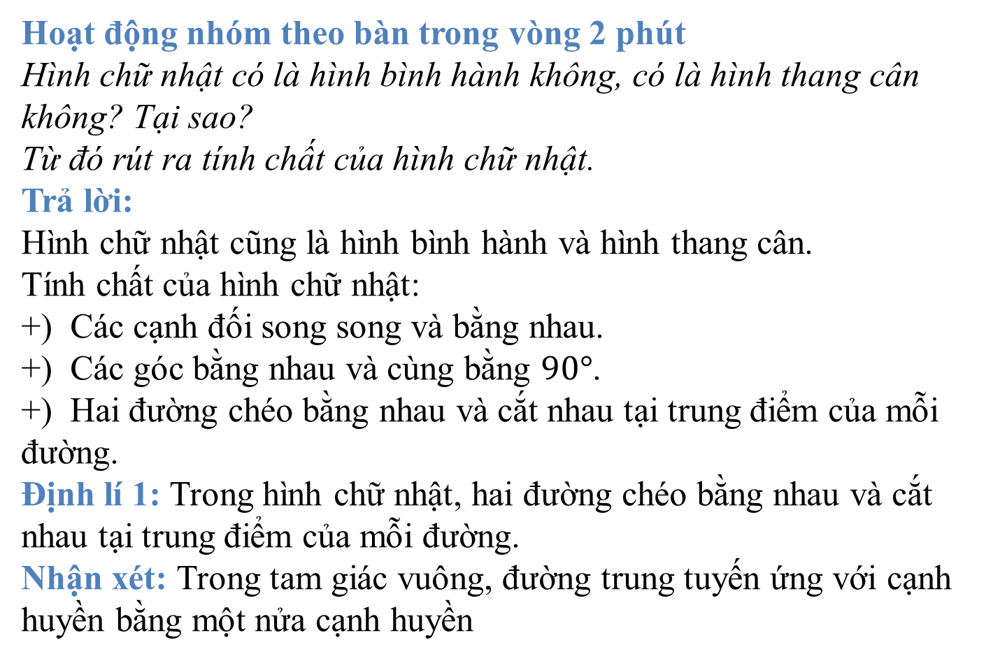 Hoạt động nhóm theo bàn trong vòng 2 phút
Hình chữ nhật có là hình bình hành không, có là hình thang cân
không? Tại sao?
Từ đó rút ra tính chất của hình chữ nhật.
Trả lời:
Hình chữ nhật cũng là hình bình hành và hình thang cân.
Tính chất của hình chữ nhật:
+) Các cạnh đối song song và bằng nhau.
+) Các góc bằng nhau và cùng bằng 90°.
+) Hai đường chéo bằng nhau và cắt nhau tại trung điểm của mỗi
đường.
Định lí 1: Trong hình chữ nhật, hai đường chéo bằng nhau và cắt
nhau tại trung điểm của mỗi đường.
Nhận xét: Trong tam giác vuông, đường trung tuyến ứng với cạnh
huyền bằng một nửa cạnh huyền